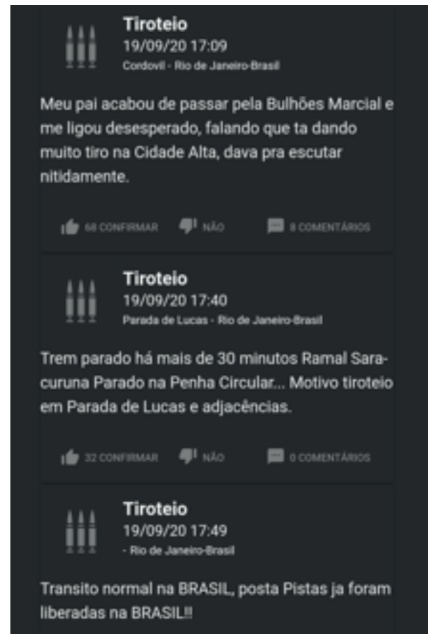 Tiroteio
19/09/20 17:09
Cordovil - Rio de Janeiro-Brasil
Meu pai acabou de passar pela Bulhões Marcial e
me ligou desesperado, falando que ta dando
muito tiro na Cidade Alta, dava pra escutar
nitidamente.
68 CONFIRMAR NÃO 8 COMENTÁRIOS
Tiroteio
19/09/20 17:40
Parada de Lucas - Rio de Janeiro-Brasil
Trem parado há mais de 30 minutos Ramal Sara-
curuna Parado na Penha Circular... Motivo tiroteio
em Parada de Lucas e adjacências.
32 CONFIRMAR NÃO 0 COMENTÁRIOS
Tiroteio
19/09/20 17:49
- Rio de Janeiro-Brasil
Transito normal na BRASIL, posta Pistas ja foram
liberadas na BRASIL!!